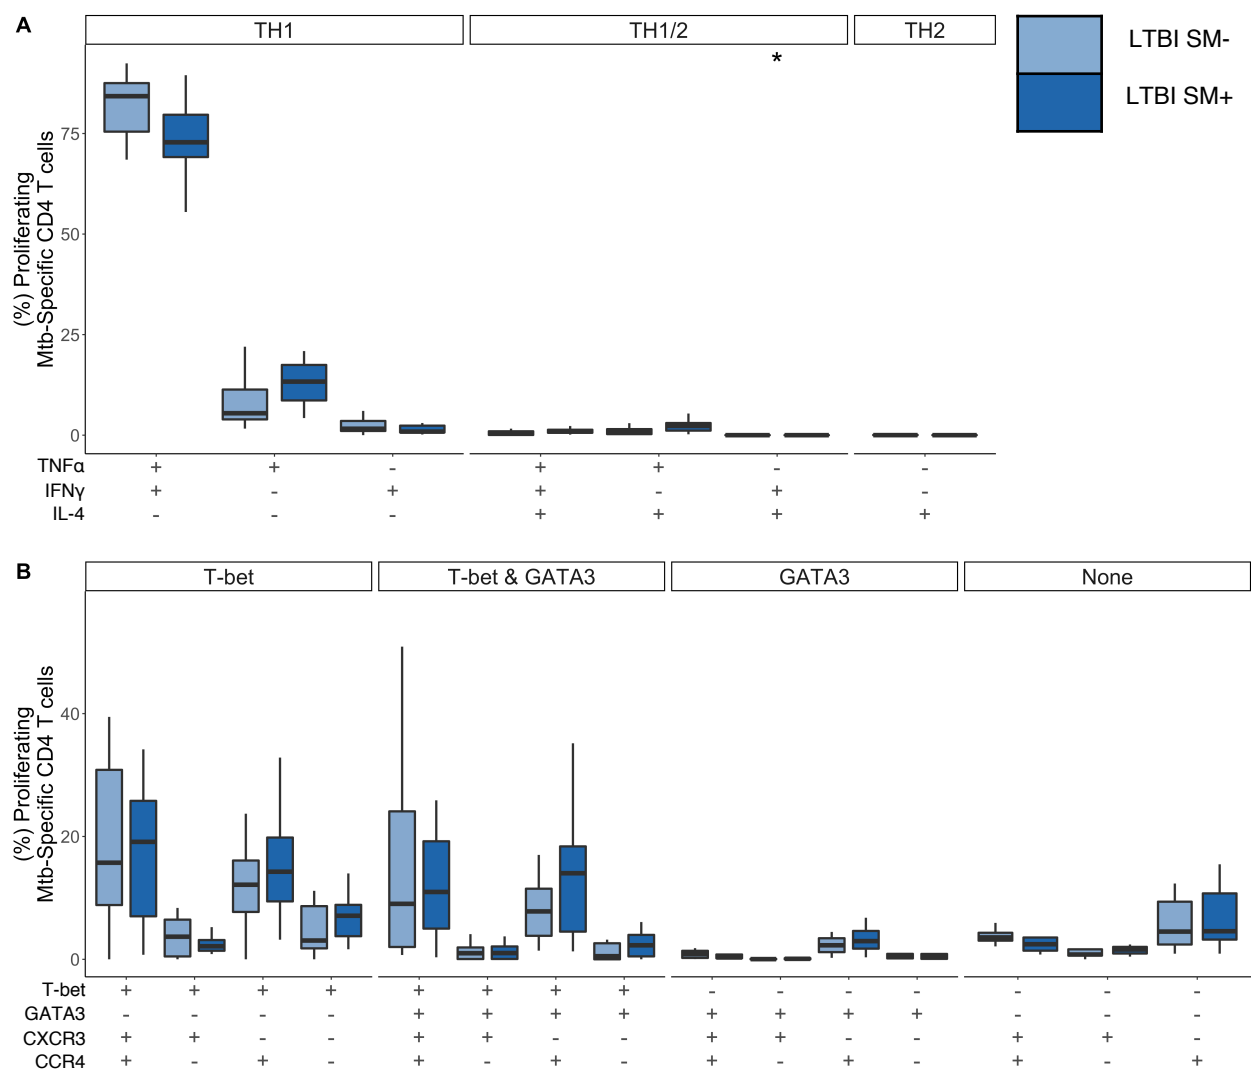 A
TH1 TH1/2 TH2
*
LTBI SM-
LTBI SM+
(%) Proliferating
Mtb-Specific CD4 T cells
75
50
25
0
TNFα + + - + + - -
IFNγ + - + + - + -
IL-4 - - - + + + +
B
T-bet T-bet & GATA3 GATA3 None
(%) Proliferating
Mtb-Specific CD4 T cells
40
20
0
T-bet + + + + + + + + - - - - - - -
GATA3 - - - - + + + + + + + + - - -
CXCR3 + + - - + + - - + + - - + + -
CCR4 + - + - + - + - + - + - + - +